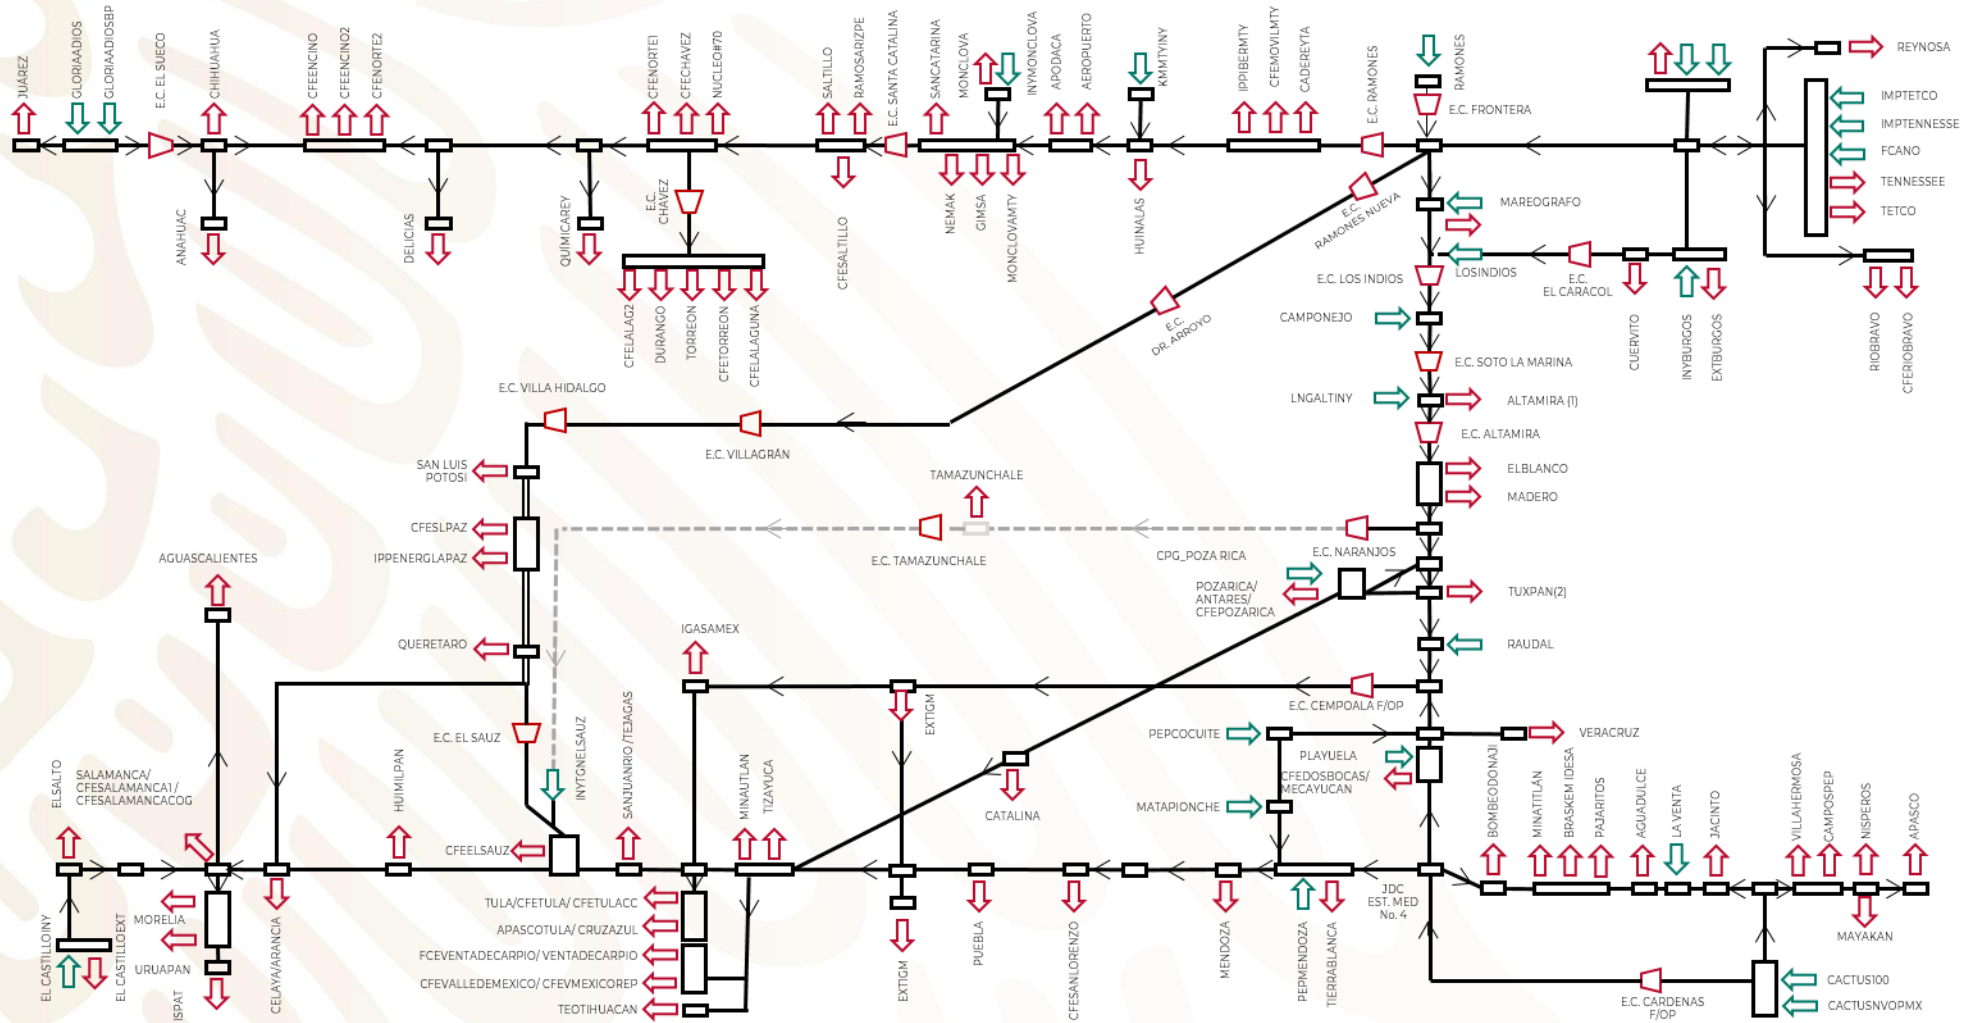 JUÁREZ
GLORIAADIOS
GLORIAADIOSBP
E.C. EL SUECO
CHIHUAHUA
CFEENCINO
CFEENCINO2
CFENORTE2
CFENORTE1
CFECHAVEZ
NUCLEO#70
SALTILLO
RAMOSARIZPE
E.C. SANTA CATALINA
SANCATARINA
MONCLOVA
INYMONCLOVA
APODACA
AEROPUERTO
KMMTYINY
IPPIBERMTY
CFEMOVILMTY
CADEREYTA
E.C. RAMONES
RAMONES
E.C. FRONTERA
REYNOSA
IMPTETCO
IMPTENNESSE
FCANO
TENNESSEE
TETCO
ANAHUAC
DELICIAS
QUÍMICAREY
E.C.
CHAVEZ
CFESALTILLO
NEMAK
GIMSA
MONCLOVAMTY
HUINALAS
E.C.
RAMONES NUEVA
MAREOGRAFO
LOSINDIOS
E.C. LOS INDIOS
E.C.
EL CARACOL
CUERVITO
INYBURGOS
EXTBURGOS
RIOBRAVO
CFERIOBRAVO
CFELALAG2
DURANGO
TORREON
CFETORREON
CFELALAGUNA
E.C.
DR. ARROYO
CAMPONEJO
E.C. SOTO LA MARINA
E.C. VILLA HIDALGO
LNGALTINY
ALTAMIRA (1)
E.C. ALTAMIRA
E.C. VILLAGRÁN
SAN LUIS
POTOSI
TAMAZUNCHALE
ELBLANCO
MADERO
CFESLPAZ
IPPENERGLAPAZ
AGUASCALIENTES
E.C. TAMAZUNCHALE
CPG_POZA RICA
E.C. NARANJOS
POZARICA/
ANTARES/
CFEPOZARICA
TUXPAN(2)
QUERETARO
IGASAMEX
RAUDAL
E.C. EL SAUZ
INYTGNELSAUZ
SANJUANRIO /TEJAGAS
EXTIGM
E.C. CEMPOALA F/OP
PEPCOCUITE
VERACRUZ
PLAYUELA
CFEDOSBOCAS/
MECAYUCAN
MATAPIONCHE
CATALINA
ELSALTO
SALAMANCA/
CFESALAMANCA1 /
CFESALAMANCACOG
HUIMILPAN
CFEELSAUZ
MINAUTLAN
TIZAYUCA
BOMBEODONAJI
MINATITLÁN
BRASKEM IDESA
PAJARITOS
AGUADULCE
LA VENTA
JACINTO
VILLAHERMOSA
CAMPOSPEP
NISPEROS
APASCO
JDC
EST. MED
No. 4
TULA/CFETULA/ CFETULACC
APASCOTULA/ CRUZAZUL
FCEVENTADECARPIO/ VENTADECARPIO
CFEVALLEDEMEXICO/ CFEVMEXICOREP
TEOTIHUACAN
EL CASTILLOINY
EL CASTILLOEXT
MORELIA
URUAPAN
ISPAT
CELAYA/ARANCIA
EXTIGM
PUEBLA
CFESANLORENZO
MENDOZA
PEPMENDOZA
TIERRABLANCA
MAYAKAN
CACTUS100
CACTUSNVOPMX
E.C. CARDENAS
F/OP